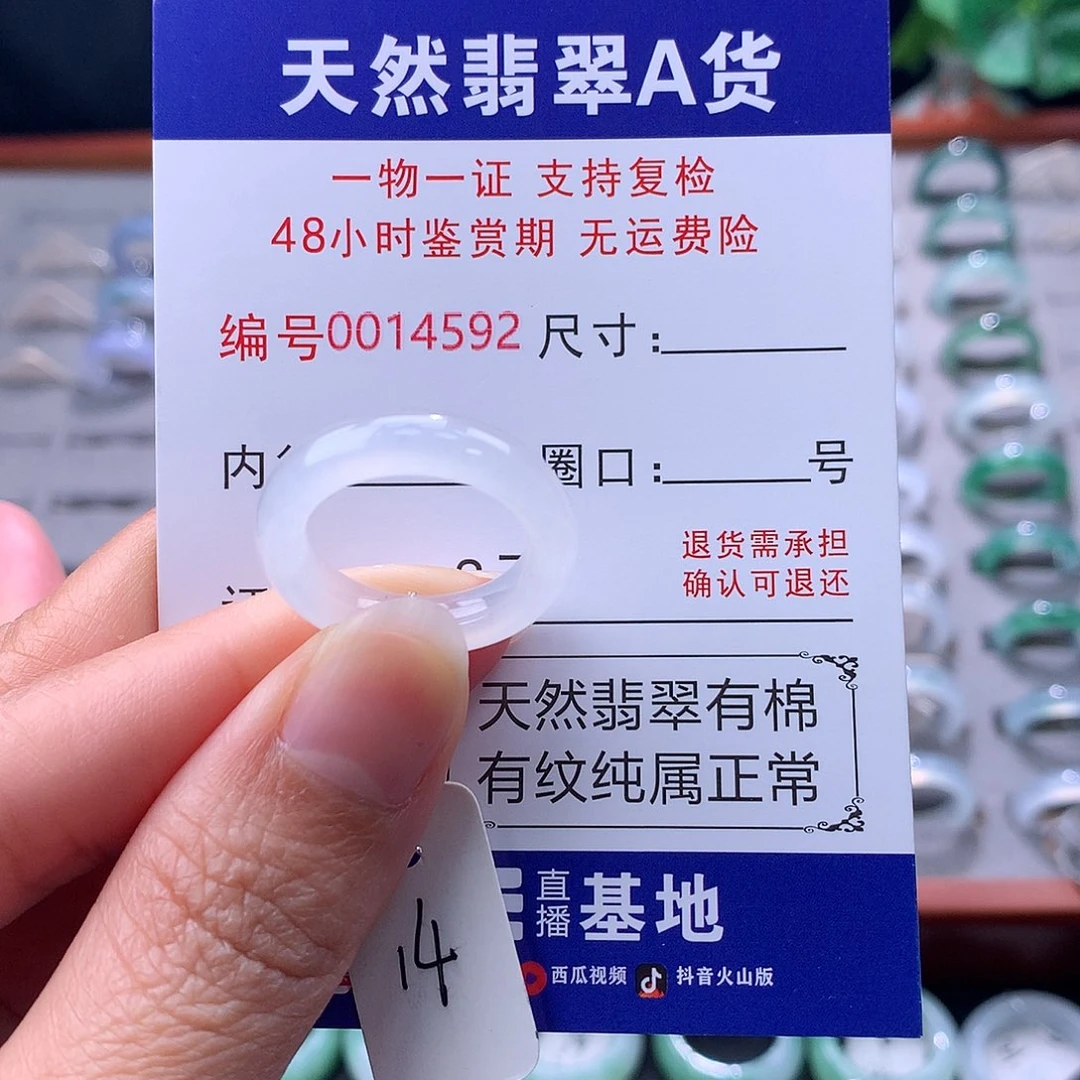 天然翡翠A货
一物一证 支持复检
48小时鉴赏期 无运费险
编号0014592 尺寸:
内 圈口: 号
退货需承担
确认可退还
天然翡翠有棉
有纹纯属正常
直播基地
西瓜视频 抖音火山版
14